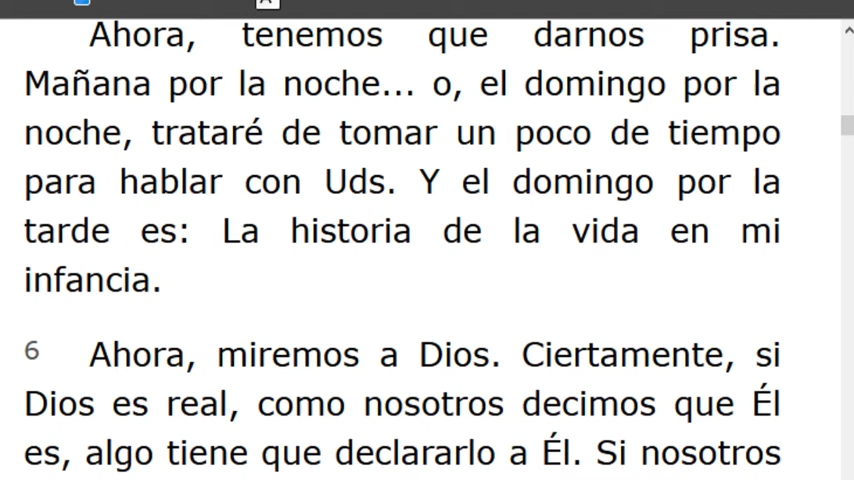 Ahora, tenemos que darnos prisa.
Mañana por la noche... o, el domingo por la
noche, trataré de tomar un poco de tiempo
para hablar con Uds. Y el domingo por la
tarde es: La historia de la vida en mi
infancia.
6 Ahora, miremos a Dios. Ciertamente, si
Dios es real, como nosotros decimos que Él
es, algo tiene que declararlo a Él. Si nosotros